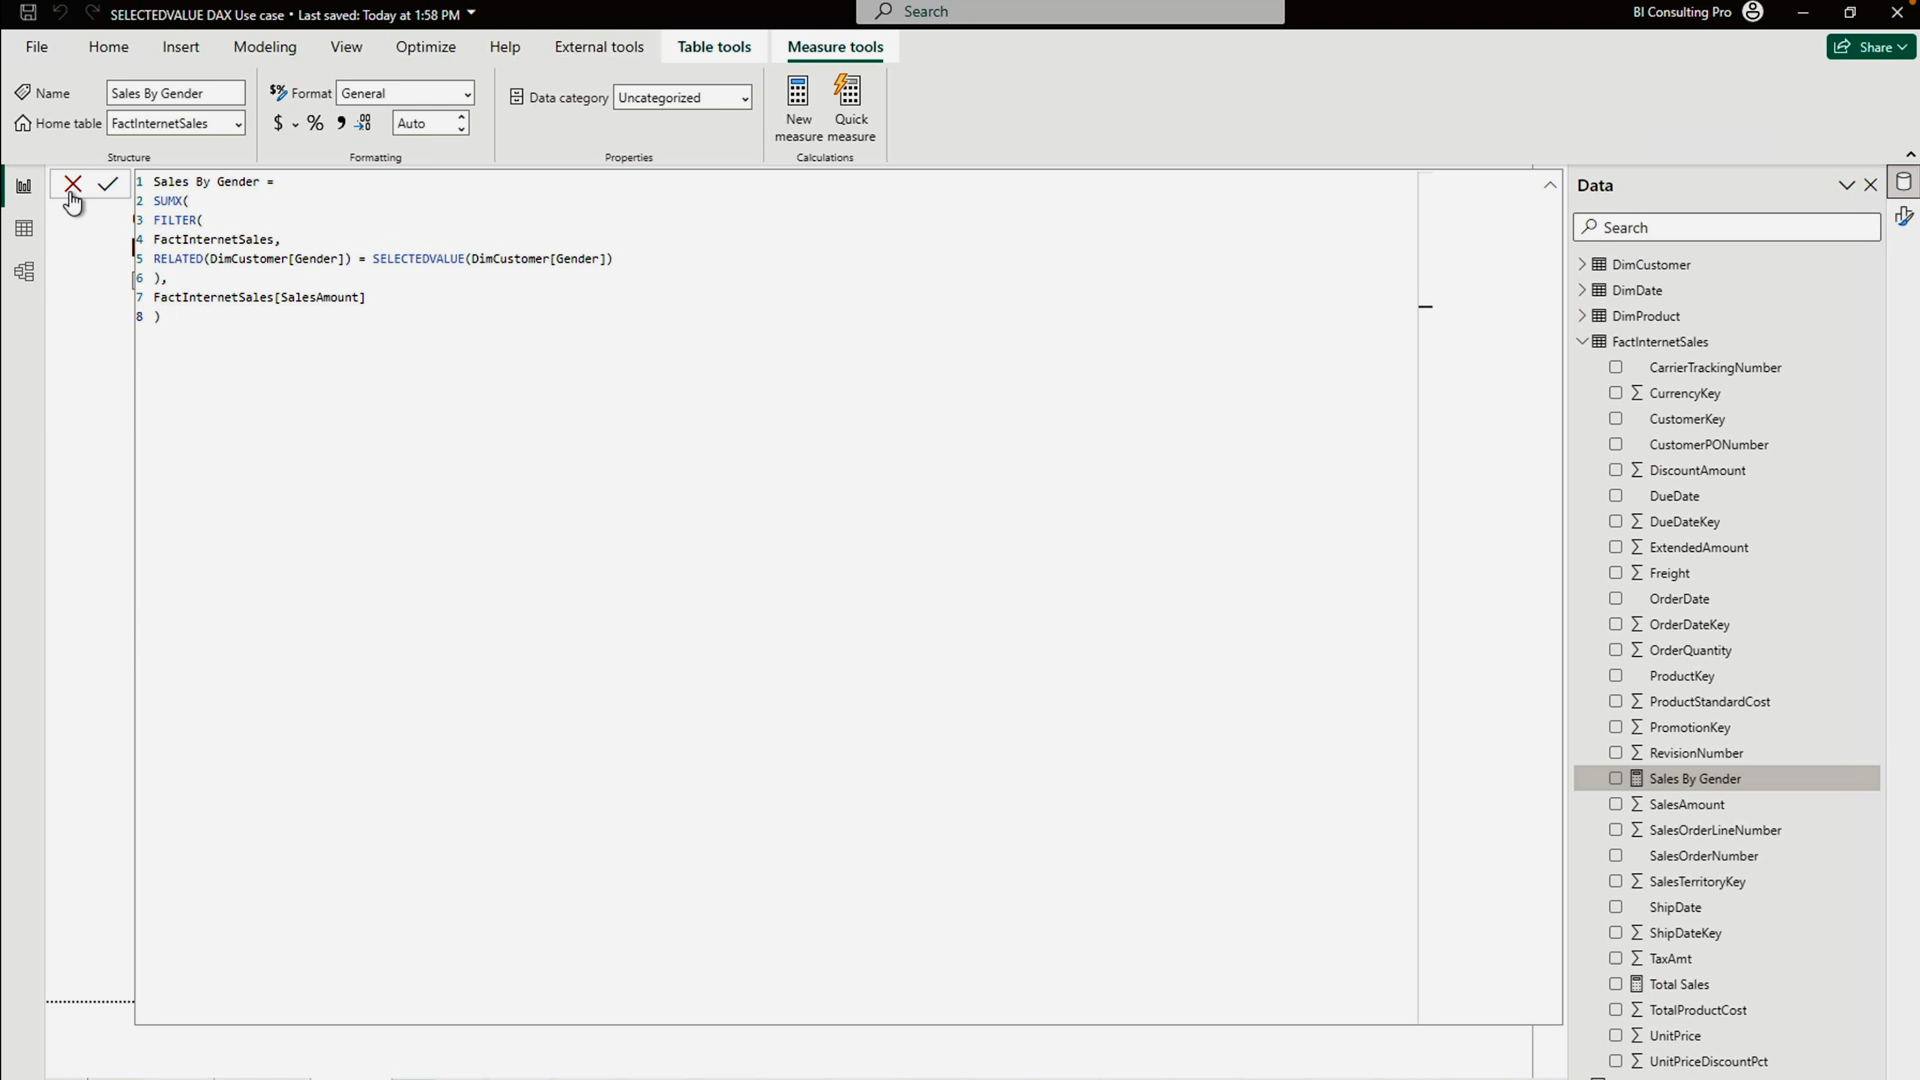 SELECTEDVALUE DAX Use case • Last saved: Today at 1:58 PM
Search
BI Consulting Pro
File
Home
Insert
Modeling
View
Optimize
Help
External tools
Table tools
Measure tools
Share
Name
Sales By Gender
Home table
FactInternetSales
Structure
Format
General
$
%
Auto
Formatting
Data category
Uncategorized
Properties
New measure
Quick measure
Calculations
1 Sales By Gender =
2 SUMX(
3 FILTER(
4 FactInternetSales,
5 RELATED(DimCustomer[Gender]) = SELECTEDVALUE(DimCustomer[Gender])
6 ),
7 FactInternetSales[SalesAmount]
8 )
Data
Search
DimCustomer
DimDate
DimProduct
FactInternetSales
CarrierTrackingNumber
CurrencyKey
CustomerKey
CustomerPONumber
DiscountAmount
DueDate
DueDateKey
ExtendedAmount
Freight
OrderDate
OrderDateKey
OrderQuantity
ProductKey
ProductStandardCost
PromotionKey
RevisionNumber
Sales By Gender
SalesAmount
SalesOrderLineNumber
SalesOrderNumber
SalesTerritoryKey
ShipDate
ShipDateKey
TaxAmt
Total Sales
TotalProductCost
UnitPrice
UnitPriceDiscountPct